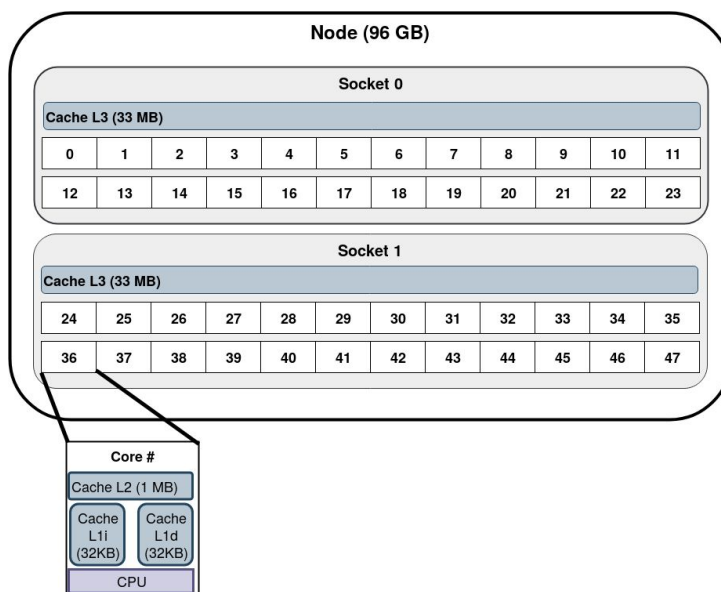 Node (96 GB)
Socket 0
Cache L3 (33 MB)
0 1 2 3 4 5 6 7 8 9 10 11
12 13 14 15 16 17 18 19 20 21 22 23
Socket 1
Cache L3 (33 MB)
24 25 26 27 28 29 30 31 32 33 34 35
36 37 38 39 40 41 42 43 44 45 46 47
Core #
Cache L2 (1 MB)
Cache
L1i
(32KB)
Cache
L1d
(32KB)
CPU